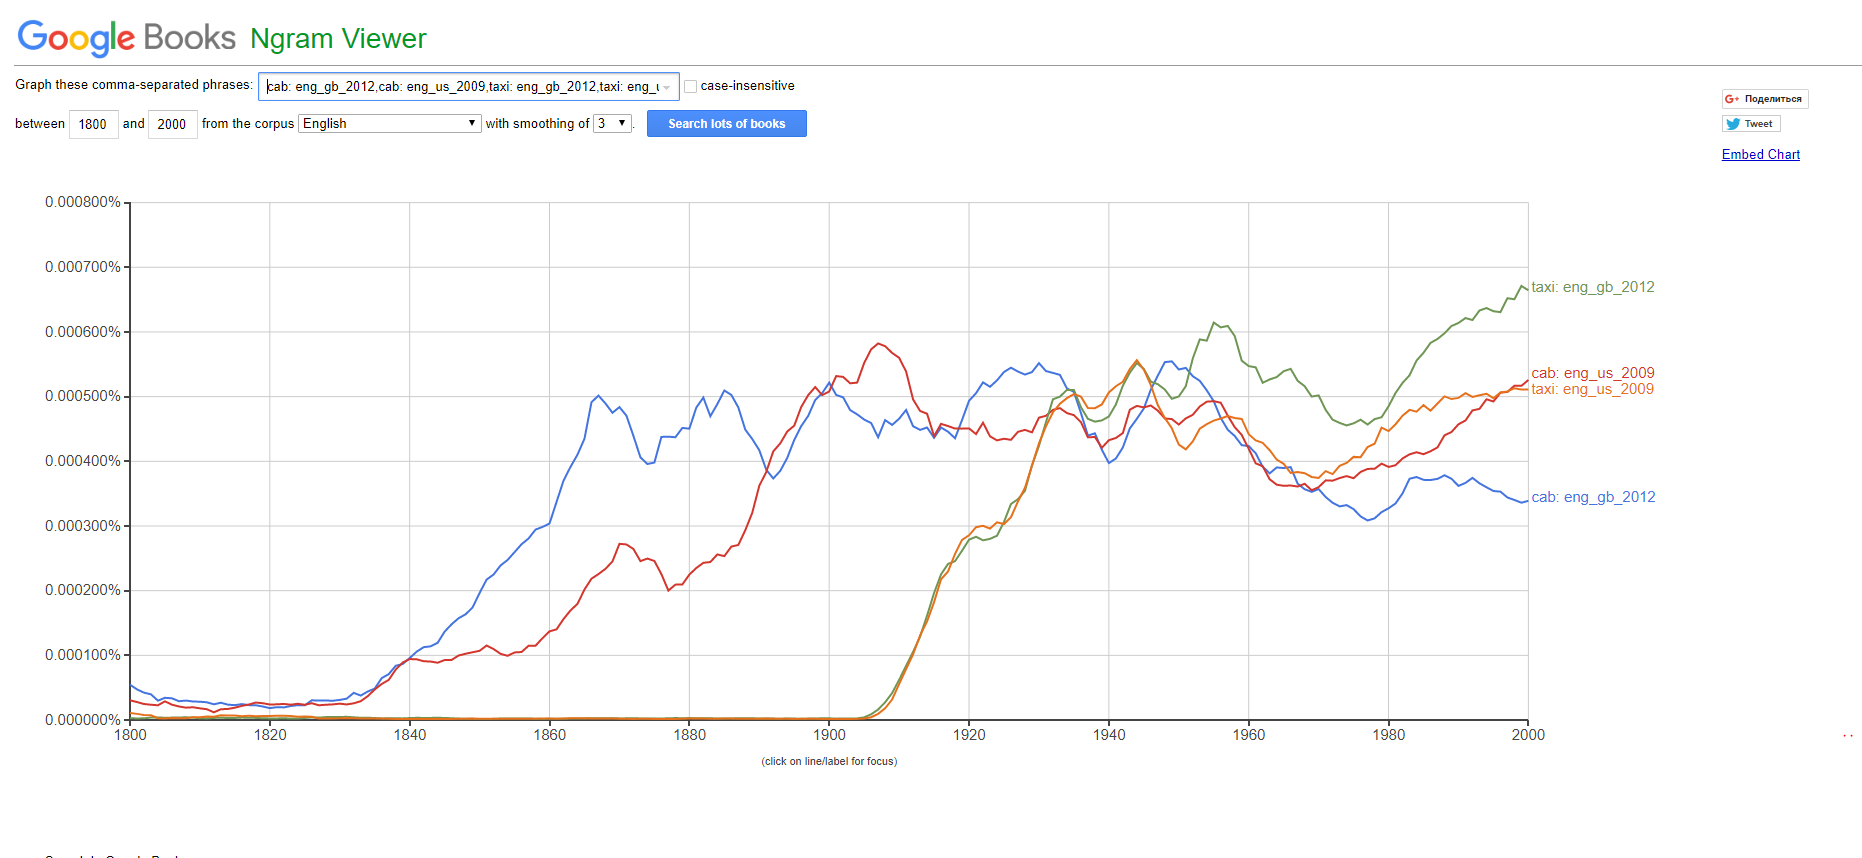 Google Books Ngram Viewer
Graph these comma-separated phrases: cab: eng_gb_2012,cab: eng_us_2009,taxi: eng_gb_2012,taxi: eng_ case-insensitive
between 1800 and 2000 from the corpus English with smoothing of 3 . Search lots of books
G+ Поделиться
Tweet
Embed Chart
0.000800%
0.000700%
0.000600%
0.000500%
0.000400%
0.000300%
0.000200%
0.000100%
0.000000%
taxi: eng_gb_2012
cab: eng_us_2009
taxi: eng_us_2009
cab: eng_gb_2012
1800 1820 1840 1860 1880 1900 1920 1940 1960 1980 2000
(click on line/label for focus)